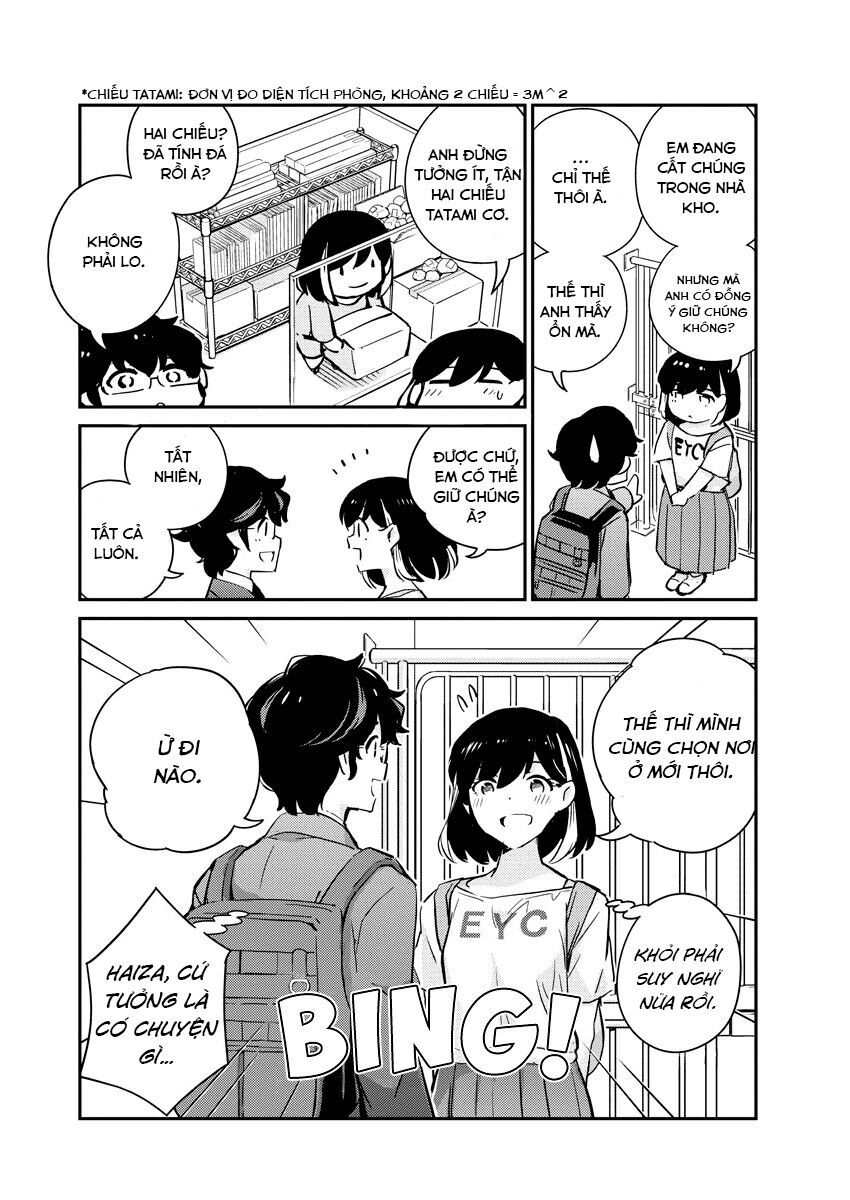 *CHIẾU TATAMI: ĐƠN VỊ ĐO DIỆN TÍCH PHÒNG, KHOẢNG 2 CHIẾU = 3M^2
EM ĐANG
CẤT CHÚNG
TRONG NHÀ
KHO.
...
CHỈ THẾ
THÔI À.
NHƯNG MÀ
ANH CÓ ĐỒNG
Ý GIỮ CHÚNG
KHÔNG?
THẾ THÌ
ANH THẤY
ỔN MÀ.
EYC
ANH ĐỪNG
TƯỞNG ÍT, TẬN
HAI CHIẾU
TATAMI CƠ.
HAI CHIẾU?
ĐÃ TÍNH ĐÁ
RỒI À?
KHÔNG
PHẢI LO.
ĐƯỢC CHỨ,
EM CÓ THỂ
GIỮ CHÚNG
À?
TẤT
NHIÊN,
TẤT CẢ
LUÔN.
THẾ THÌ MÌNH
CÙNG CHỌN NƠI
Ở MỚI THÔI.
Ừ ĐI
NÀO.
EYC
KHỎI PHẢI
SUY NGHĨ
NỮA RỒI.
HAIZA, CỨ
TƯỞNG LÀ
CÓ CHUYỆN
GÌ...
BING!